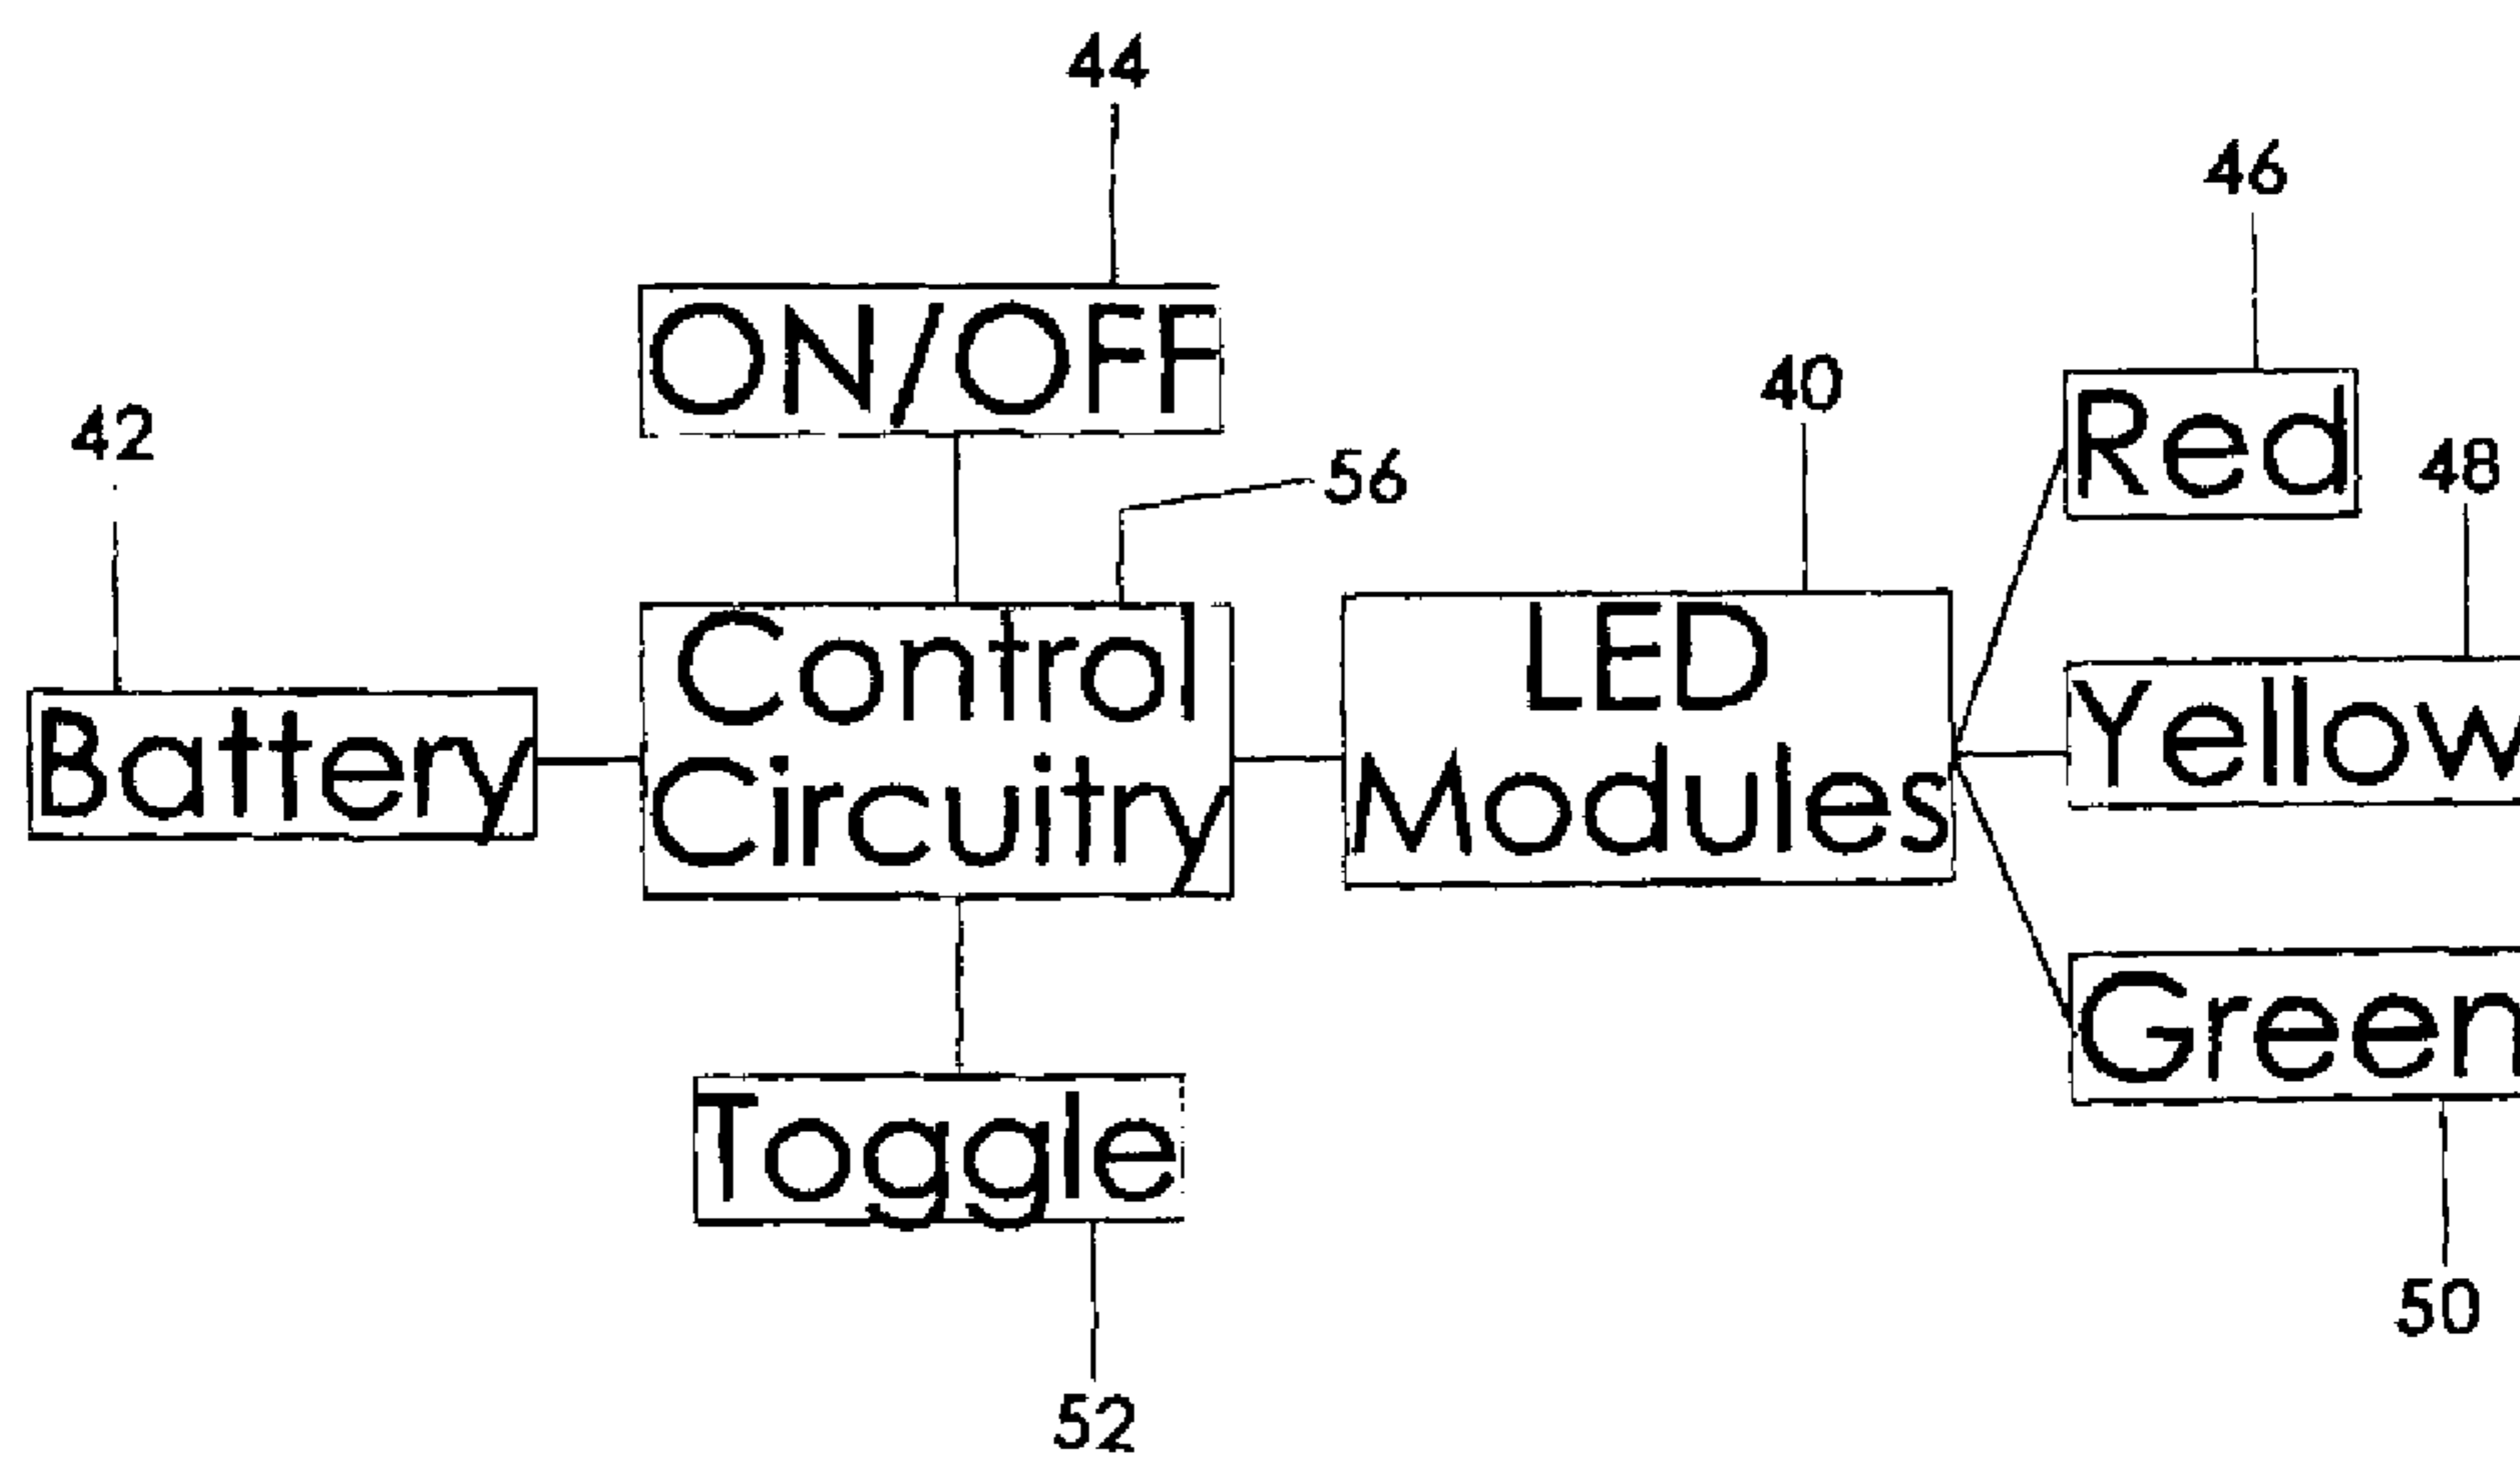 44
46
ON/OFF
40
Red
42
56
48
Control
Circuitry
LED
Modules
Yellow
Battery
Green
Toggle
50
52